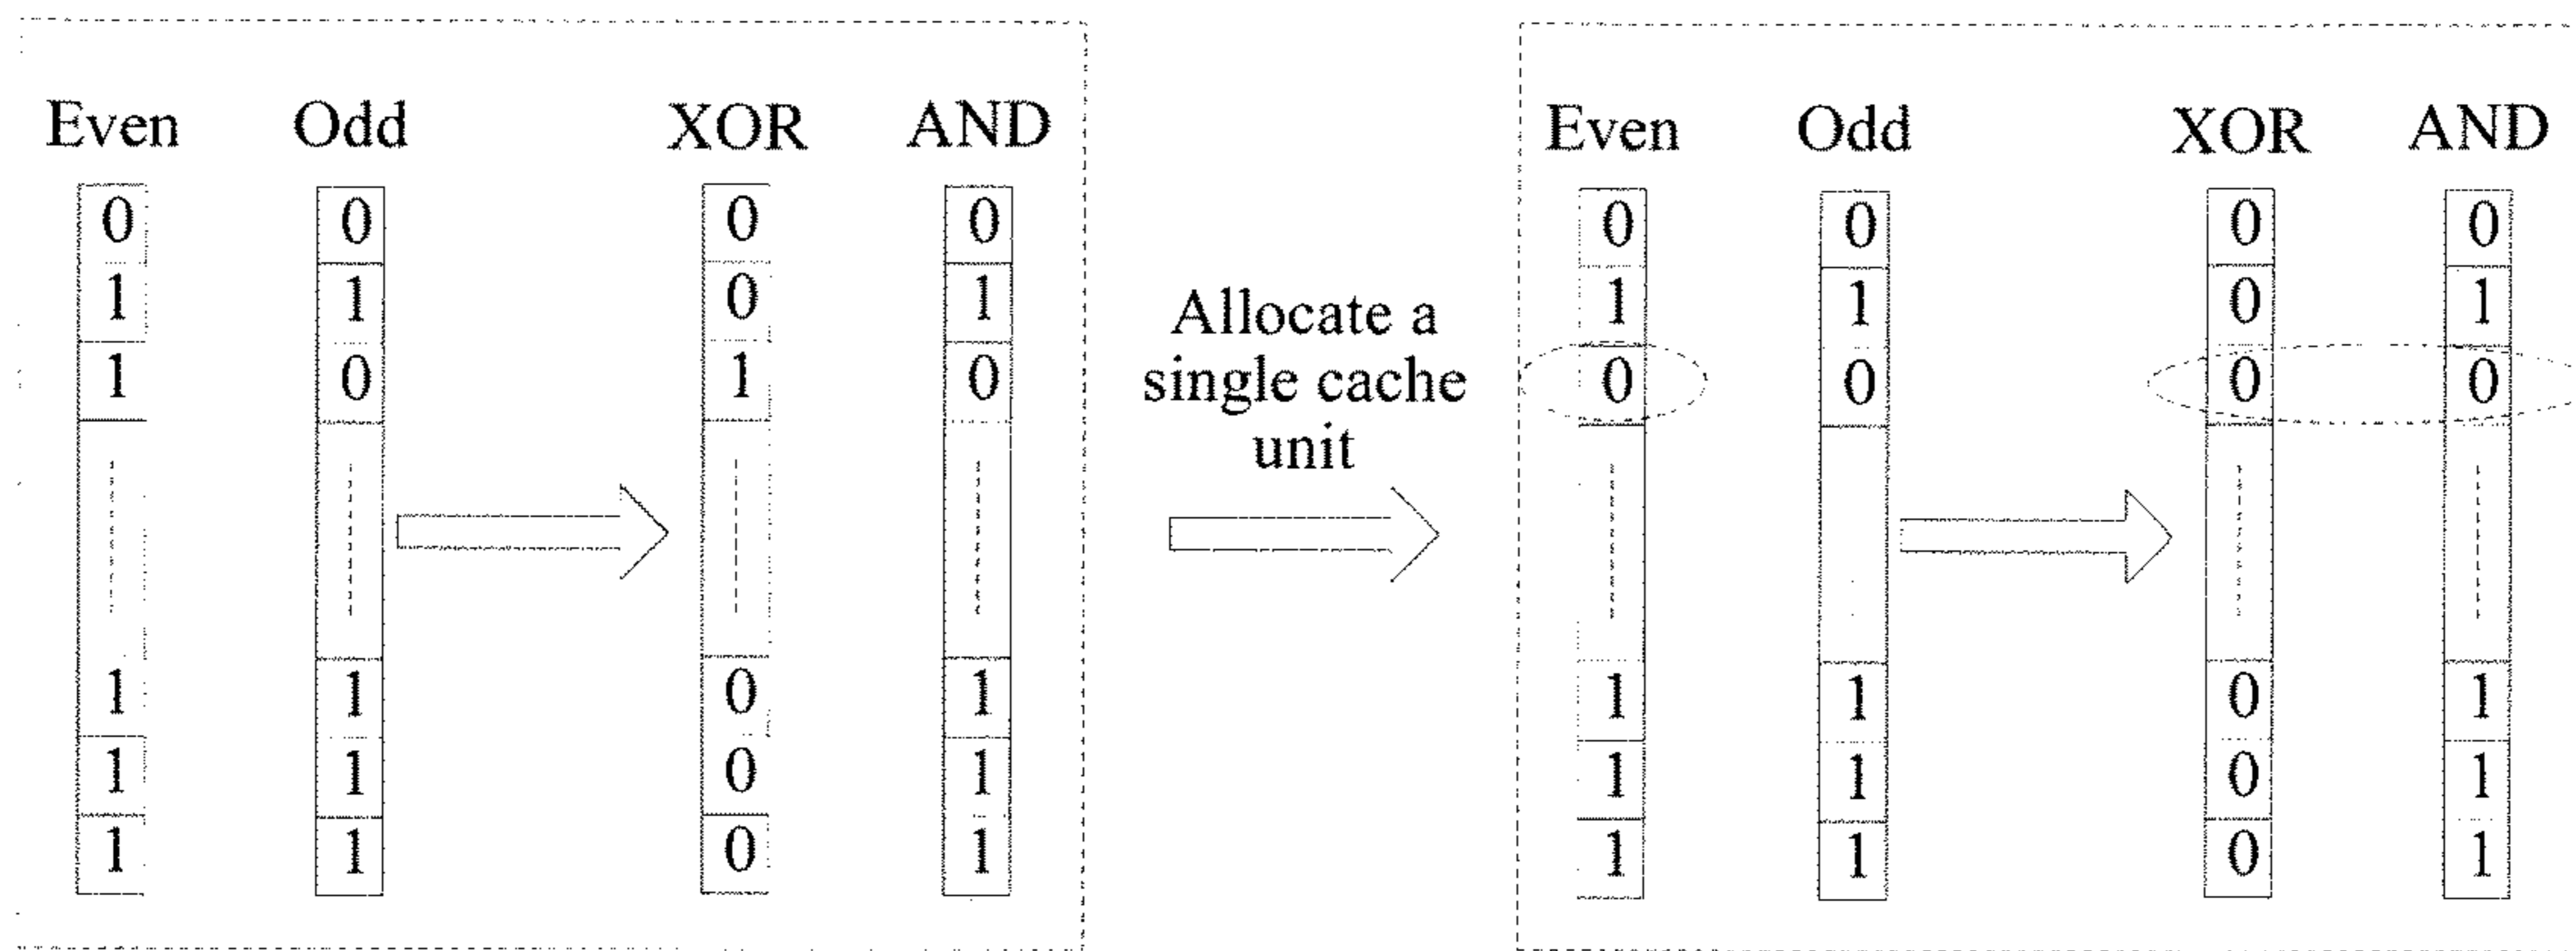 Even Odd XOR AND Even Odd XOR AND
0 0 0 0 0 0 0 0
1 1 0 1 1 1 0 1
1 0 1 0 0 0 0 0
Allocate a
single cache
unit
1 1 0 1 1 1 0 1
1 1 0 1 1 1 0 1
1 1 0 1 1 1 0 1